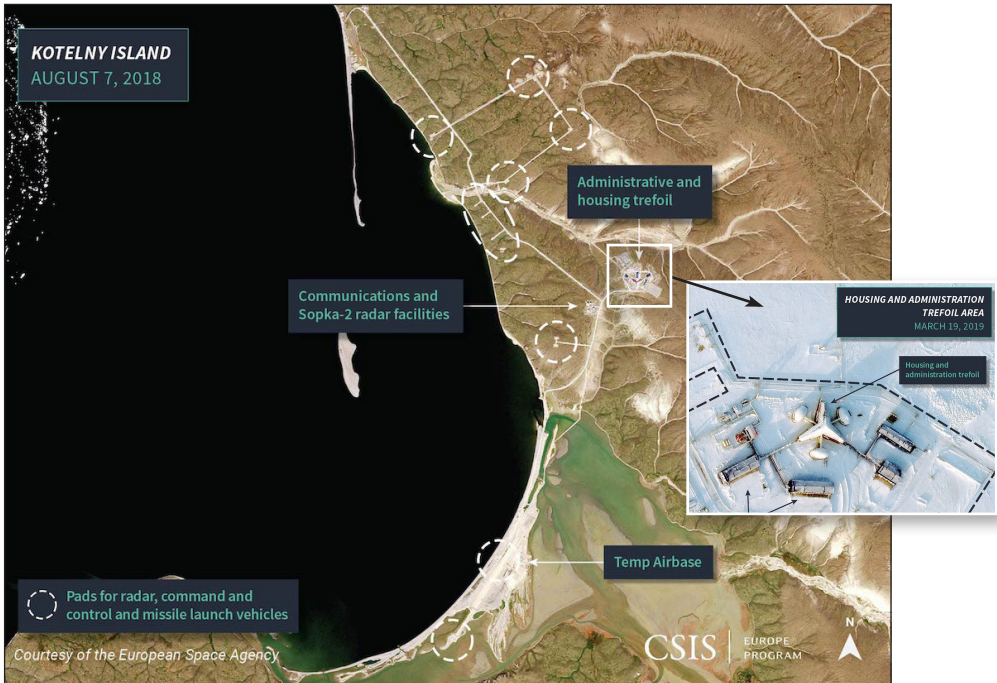 KOTELNY ISLAND
AUGUST 7, 2018
Administrative and
housing trefoil
Communications and
Sopka-2 radar facilities
HOUSING AND ADMINISTRATION
TREFOIL AREA
MARCH 19, 2019
Housing and
administration trefoil
Temp Airbase
Pads for radar, command and
control and missile launch vehicles
Courtesy of the European Space Agency
CSIS
EUROPE
PROGRAM
N